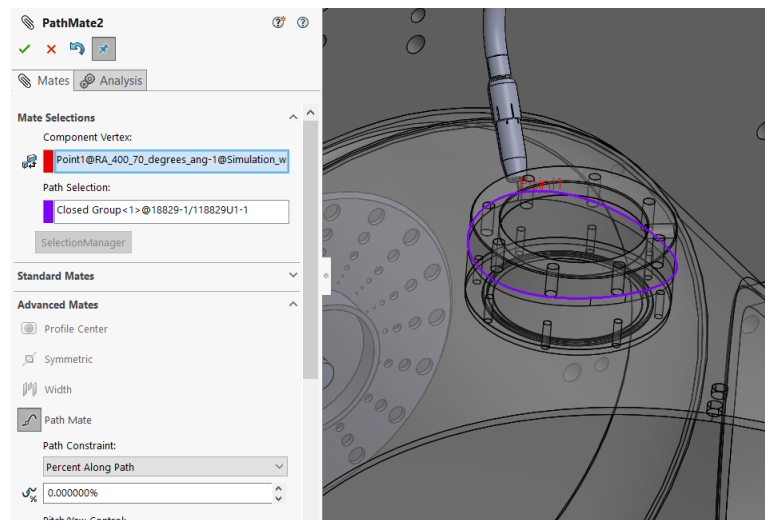 PathMate2
Mates Analysis
Mate Selections
Component Vertex:
Point1@RA_400_70_degrees_ang-1@Simulation_w
Path Selection:
Closed Group<1>@18829-1/118829U1-1
SelectionManager
Standard Mates
Advanced Mates
Profile Center
Symmetric
Width
Path Mate
Path Constraint:
Percent Along Path
0.000000%